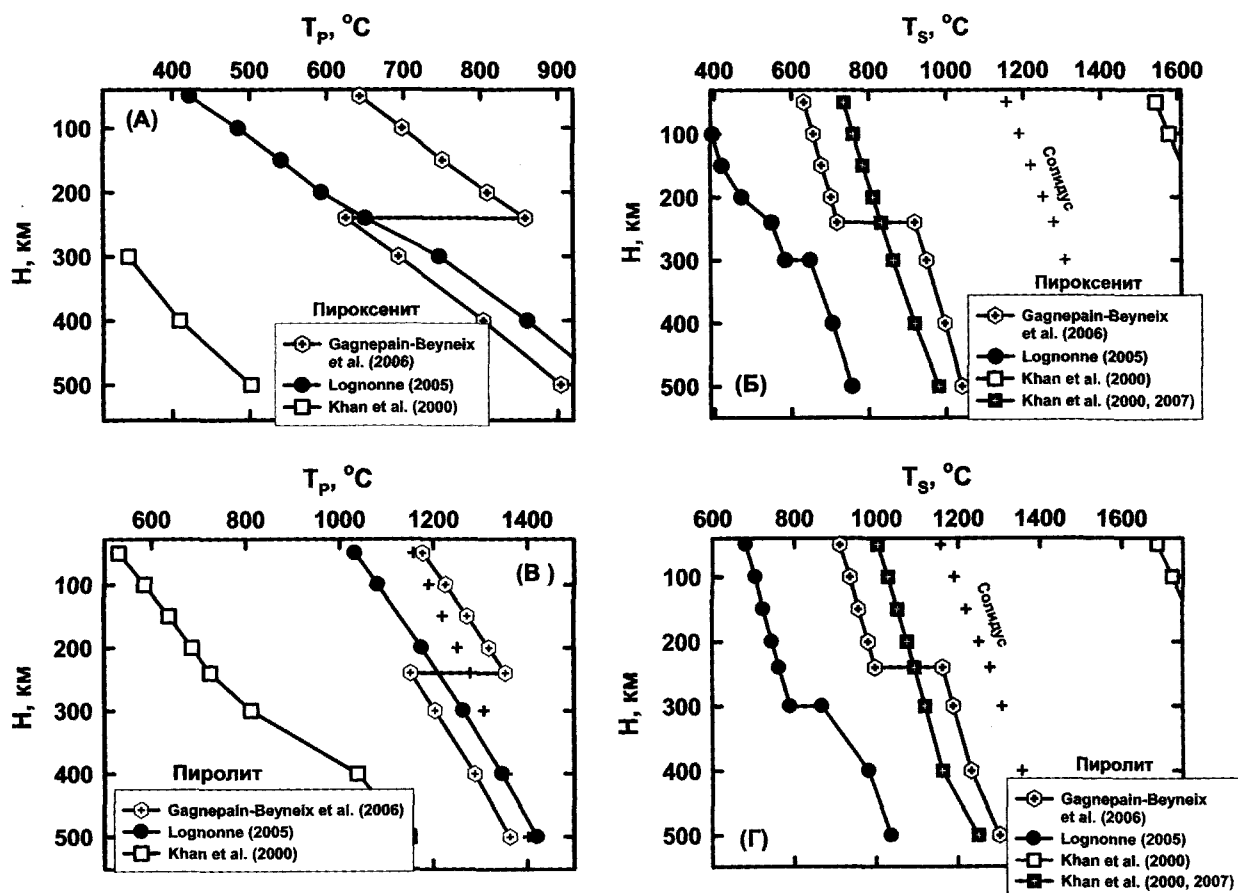 T_P, °C
400 500 600 700 800 900
(А)
100
200
300
400
500
Н, км
Пироксенит
Gagnepain-Beyneix
et al. (2006)
Lognonne (2005)
Khan et al. (2000)
T_S, °C
400 600 800 1000 1200 1400 1600
100
200
300
400
500
Н, км
Солидус
(Б)
Пироксенит
Gagnepain-Beyneix
et al. (2006)
Lognonne (2005)
Khan et al. (2000)
Khan et al. (2000, 2007)
T_P, °C
600 800 1000 1200 1400
(В )
100
200
300
400
500
Н, км
Пиролит
Gagnepain-Beyneix et al. (2006)
Lognonne (2005)
Khan et al. (2000)
T_S, °C
600 800 1000 1200 1400 1600
100
200
300
400
500
Н, км
Солидус
(Г)
Пиролит
Gagnepain-Beyneix
et al. (2006)
Lognonne (2005)
Khan et al. (2000)
Khan et al. (2000, 2007)